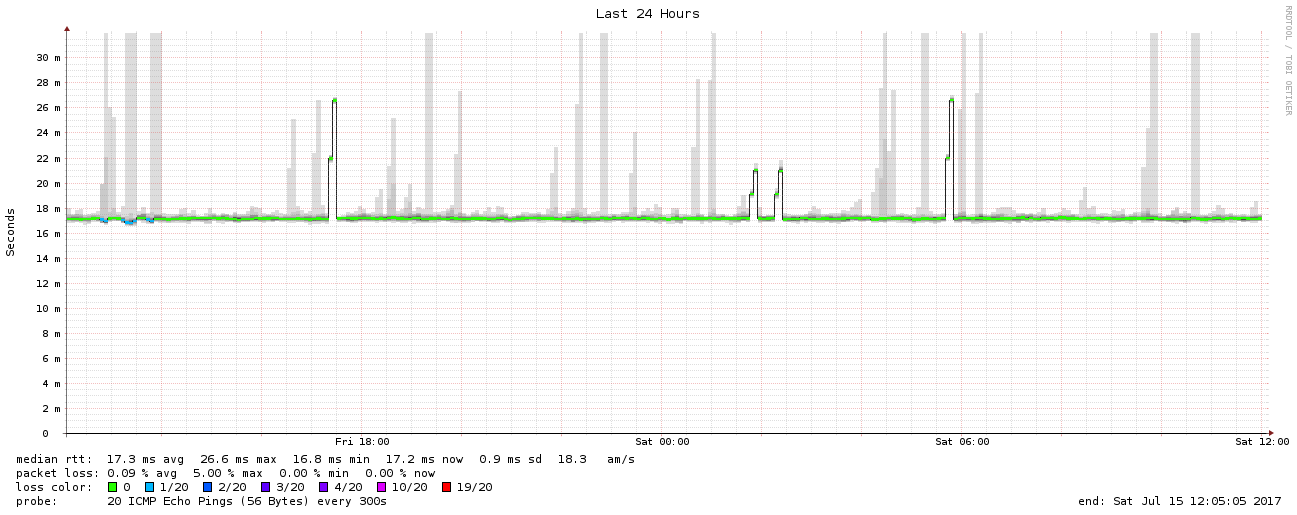 Last 24 Hours
RRDTOOL / TOBI OETIKER
Seconds
30 m
28 m
26 m
24 m
22 m
20 m
18 m
16 m
14 m
12 m
10 m
8 m
6 m
4 m
2 m
0
Fri 18:00 Sat 00:00 Sat 06:00 Sat 12:00
median rtt: 17.3 ms avg 26.6 ms max 16.8 ms min 17.2 ms now 0.9 ms sd 18.3 am/s
packet loss: 0.09 % avg 5.00 % max 0.00 % min 0.00 % now
loss color: 0 1/20 2/20 3/20 4/20 10/20 19/20
probe: 20 ICMP Echo Pings (56 Bytes) every 300s end: Sat Jul 15 12:05:05 2017